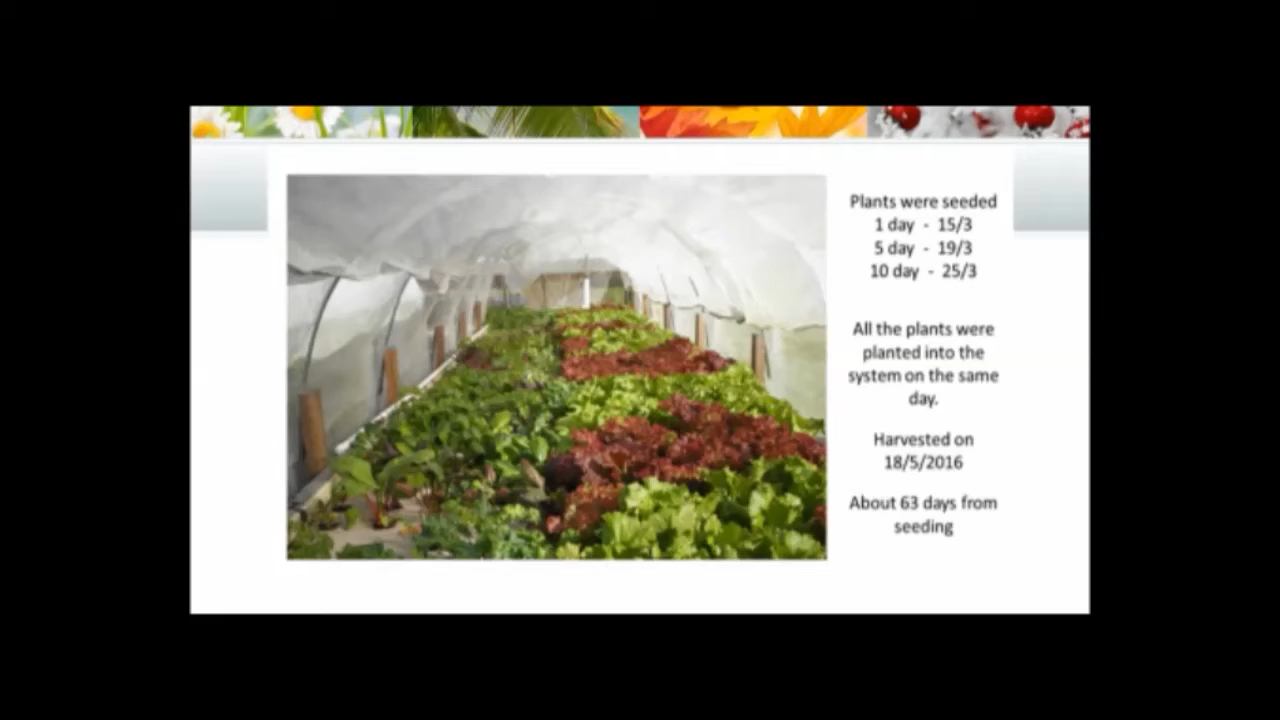 Plants were seeded
1 day - 15/3
5 day - 19/3
10 day - 25/3
All the plants were
planted into the
system on the same
day.
Harvested on
18/5/2016
About 63 days from
seeding